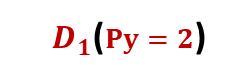 D₁(Py = 2)